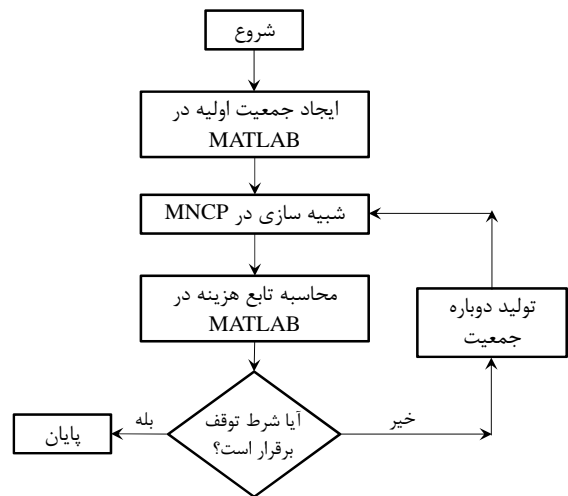 شروع
ایجاد جمعیت اولیه در
MATLAB
شبیه سازی در MNCP
محاسبه تابع هزینه در
MATLAB
تولید دوباره
جمعیت
آیا شرط توقف
برقرار است؟
خیر
بله
پایان